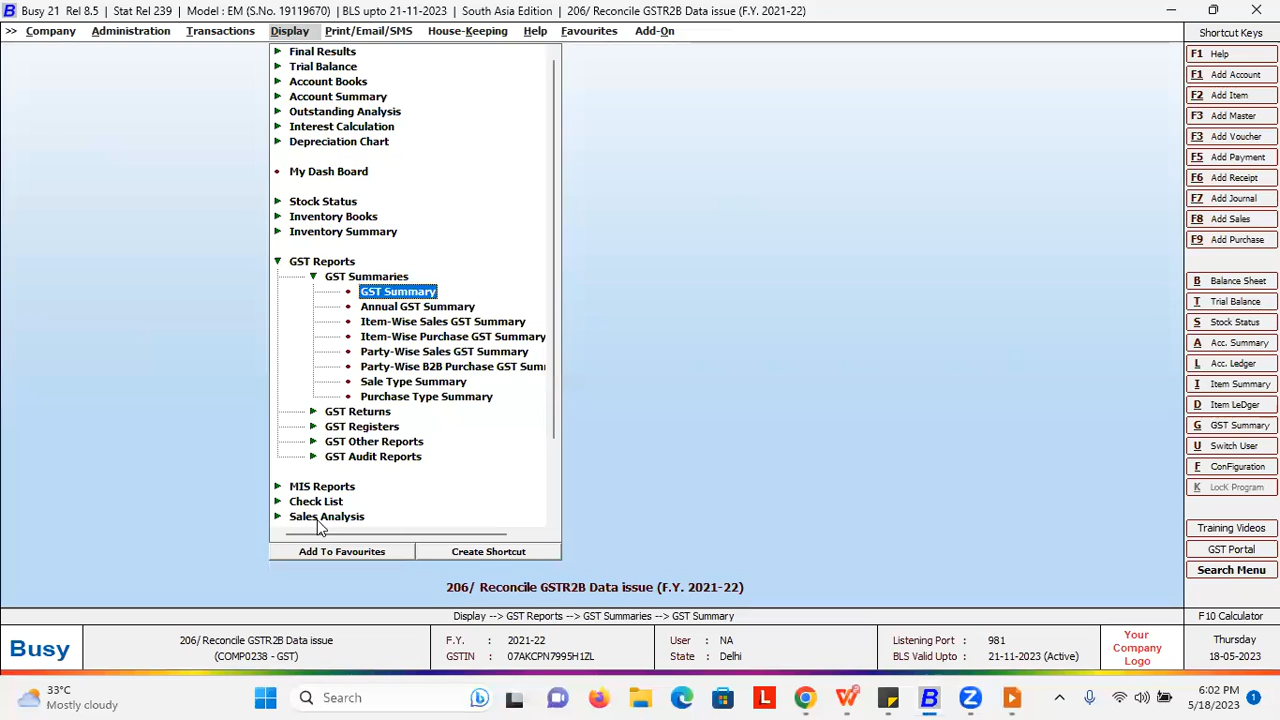 Busy 21 Rel 8.5 | Stat Rel 239 | Model : EM (S.No. 19119670) | BLS upto 21-11-2023 | South Asia Edition | 206/ Reconcile GSTR2B Data issue (F.Y. 2021-22)
>> Company Administration Transactions Display Print/Email/SMS House-Keeping Help Favourites Add-On
Final Results
Trial Balance
Account Books
Account Summary
Outstanding Analysis
Interest Calculation
Depreciation Chart
My Dash Board
Stock Status
Inventory Books
Inventory Summary
GST Reports
GST Summaries
GST Summary
Annual GST Summary
Item-Wise Sales GST Summary
Item-Wise Purchase GST Summary
Party-Wise Sales GST Summary
Party-Wise B2B Purchase GST Sum
Sale Type Summary
Purchase Type Summary
GST Returns
GST Registers
GST Other Reports
GST Audit Reports
MIS Reports
Check List
Sales Analysis
Add To Favourites Create Shortcut
Shortcut Keys
F1 Help
F1 Add Account
F2 Add Item
F3 Add Master
F3 Add Voucher
F5 Add Payment
F6 Add Receipt
F7 Add Journal
F8 Add Sales
F9 Add Purchase
B Balance Sheet
T Trial Balance
S Stock Status
A Acc. Summary
L Acc. Ledger
I Item Summary
D Item LeDger
G GST Summary
U Switch User
F ConFiguration
K LocK Program
Training Videos
GST Portal
Search Menu
206/ Reconcile GSTR2B Data issue (F.Y. 2021-22)
Display --> GST Reports --> GST Summaries --> GST Summary
F10 Calculator
Busy
206/ Reconcile GSTR2B Data issue
(COMP0238 - GST)
F.Y. : 2021-22
GSTIN : 07AKCPN7995H1ZL
User : NA
State : Delhi
Listening Port : 981
BLS Valid Upto : 21-11-2023 (Active)
Your
Company
Logo
Thursday
18-05-2023
33°C
Mostly cloudy
Search
6:02 PM
5/18/2023
1